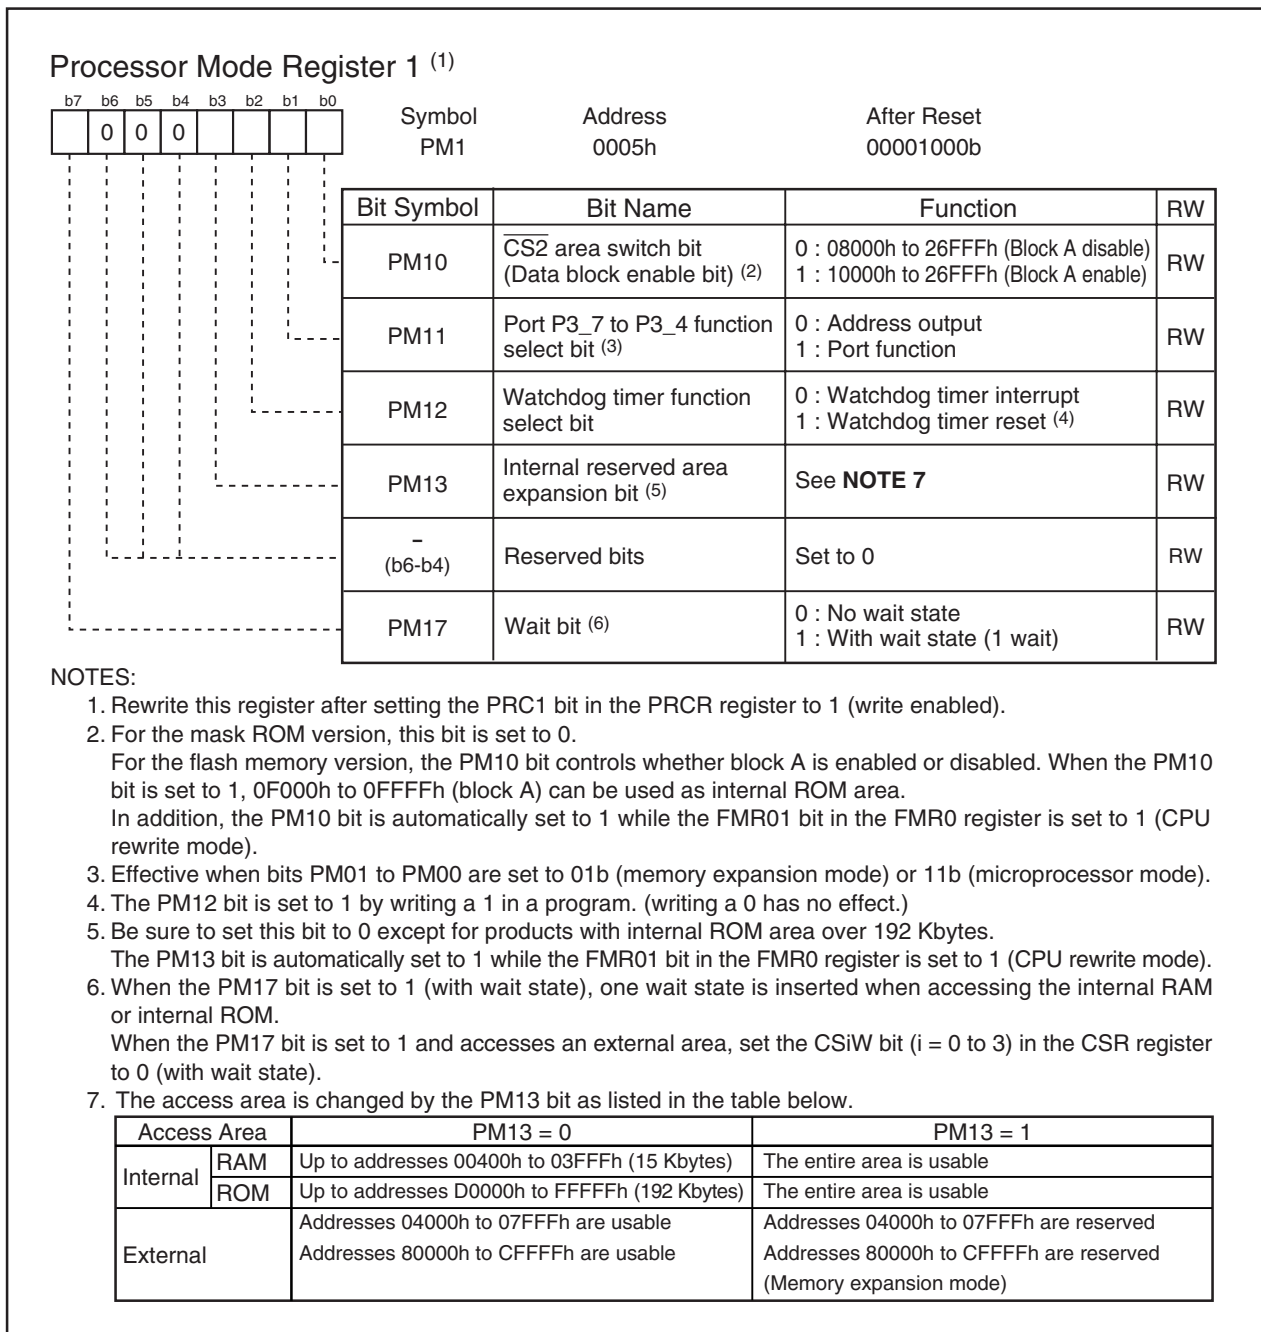 Processor Mode Register 1 (1)
b7 b6 b5 b4 b3 b2 b1 b0
0 0 0
Symbol Address After Reset
PM1 0005h 00001000b
Bit Symbol Bit Name Function RW
PM10 CS2 area switch bit (Data block enable bit) (2) 0 : 08000h to 26FFFh (Block A disable) 1 : 10000h to 26FFFh (Block A enable) RW
PM11 Port P3_7 to P3_4 function select bit (3) 0 : Address output 1 : Port function RW
PM12 Watchdog timer function select bit 0 : Watchdog timer interrupt 1 : Watchdog timer reset (4) RW
PM13 Internal reserved area expansion bit (5) See NOTE 7 RW
– (b6-b4) Reserved bits Set to 0 RW
PM17 Wait bit (6) 0 : No wait state 1 : With wait state (1 wait) RW
NOTES:
1. Rewrite this register after setting the PRC1 bit in the PRCR register to 1 (write enabled).
2. For the mask ROM version, this bit is set to 0.
For the flash memory version, the PM10 bit controls whether block A is enabled or disabled. When the PM10
bit is set to 1, 0F000h to 0FFFFh (block A) can be used as internal ROM area.
In addition, the PM10 bit is automatically set to 1 while the FMR01 bit in the FMR0 register is set to 1 (CPU
rewrite mode).
3. Effective when bits PM01 to PM00 are set to 01b (memory expansion mode) or 11b (microprocessor mode).
4. The PM12 bit is set to 1 by writing a 1 in a program. (writing a 0 has no effect.)
5. Be sure to set this bit to 0 except for products with internal ROM area over 192 Kbytes.
The PM13 bit is automatically set to 1 while the FMR01 bit in the FMR0 register is set to 1 (CPU rewrite mode).
6. When the PM17 bit is set to 1 (with wait state), one wait state is inserted when accessing the internal RAM
or internal ROM.
When the PM17 bit is set to 1 and accesses an external area, set the CSiW bit (i = 0 to 3) in the CSR register
to 0 (with wait state).
7. The access area is changed by the PM13 bit as listed in the table below.
Access Area PM13 = 0 PM13 = 1
Internal RAM Up to addresses 00400h to 03FFFh (15 Kbytes) The entire area is usable
ROM Up to addresses D0000h to FFFFFh (192 Kbytes) The entire area is usable
External Addresses 04000h to 07FFFh are usable Addresses 04000h to 07FFFh are reserved
Addresses 80000h to CFFFFh are usable Addresses 80000h to CFFFFh are reserved
(Memory expansion mode)